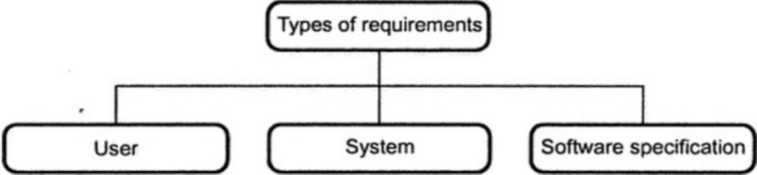 Types of requirements
User
System
Software specification